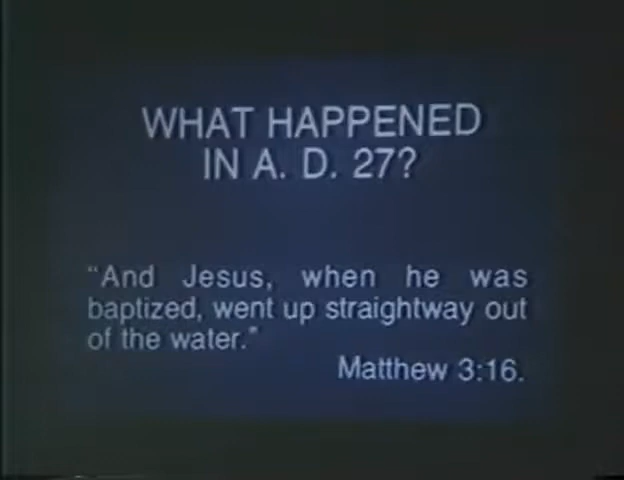 WHAT HAPPENED
IN A. D. 27?
“And Jesus, when he was
baptized, went up straightway out
of the water.”
Matthew 3:16.